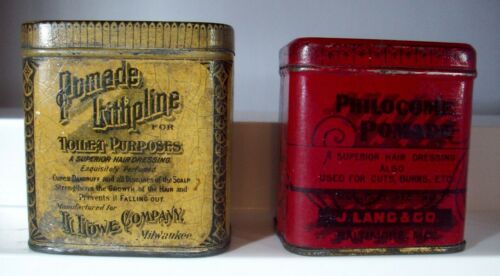 Pomade
FOR
TOILET PURPOSES
A SUPERIOR HAIR DRESSING.
Exquisitely Perfumed
CURES DANDRUFF and all DISEASES of the SCALP
Strengthens the GROWTH OF THE HAIR and
Prevents it FALLING OUT.
Manufactured for
COMPANY,
Milwaukee.
PHILOCOME
POMADE
A SUPERIOR HAIR DRESSING
ALSO
USED FOR CUTS, BURNS, ETC.
J. LANG & CO.